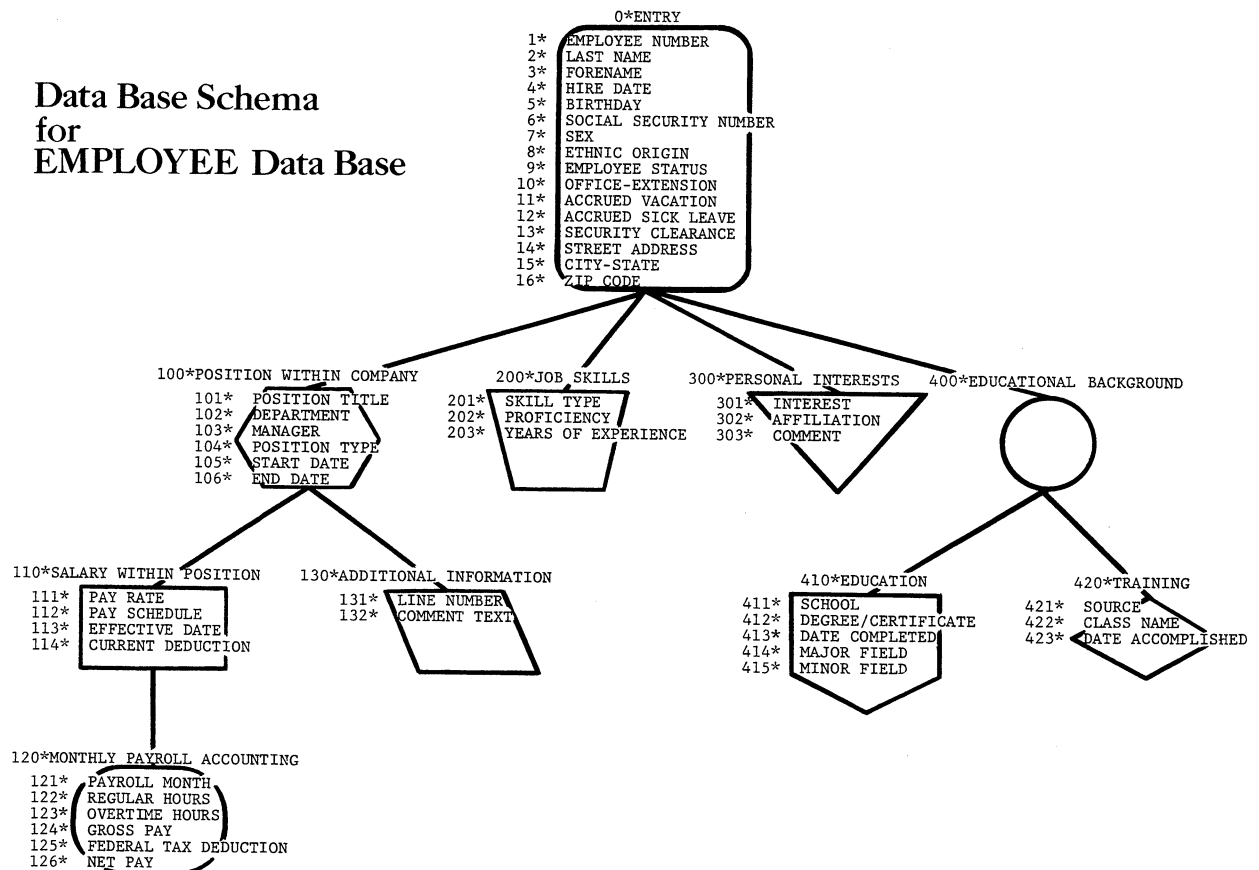 0*ENTRY
1* EMPLOYEE NUMBER
2* LAST NAME
3* FORENAME
4* HIRE DATE
5* BIRTHDAY
6* SOCIAL SECURITY NUMBER
7* SEX
8* ETHNIC ORIGIN
9* EMPLOYEE STATUS
10* OFFICE-EXTENSION
11* ACCRUED VACATION
12* ACCRUED SICK LEAVE
13* SECURITY CLEARANCE
14* STREET ADDRESS
15* CITY-STATE
16* ZIP CODE
Data Base Schema
for
EMPLOYEE Data Base
100*POSITION WITHIN COMPANY
101* POSITION TITLE
102* DEPARTMENT
103* MANAGER
104* POSITION TYPE
105* START DATE
106* END DATE
200*JOB SKILLS
201* SKILL TYPE
202* PROFICIENCY
203* YEARS OF EXPERIENCE
300*PERSONAL INTERESTS
301* INTEREST
302* AFFILIATION
303* COMMENT
400*EDUCATIONAL BACKGROUND
110*SALARY WITHIN POSITION
111* PAY RATE
112* PAY SCHEDULE
113* EFFECTIVE DATE
114* CURRENT DEDUCTION
130*ADDITIONAL INFORMATION
131* LINE NUMBER
132* COMMENT TEXT
410*EDUCATION
411* SCHOOL
412* DEGREE/CERTIFICATE
413* DATE COMPLETED
414* MAJOR FIELD
415* MINOR FIELD
420*TRAINING
421* SOURCE
422* CLASS NAME
423* DATE ACCOMPLISHED
120*MONTHLY PAYROLL ACCOUNTING
121* PAYROLL MONTH
122* REGULAR HOURS
123* OVERTIME HOURS
124* GROSS PAY
125* FEDERAL TAX DEDUCTION
126* NET PAY